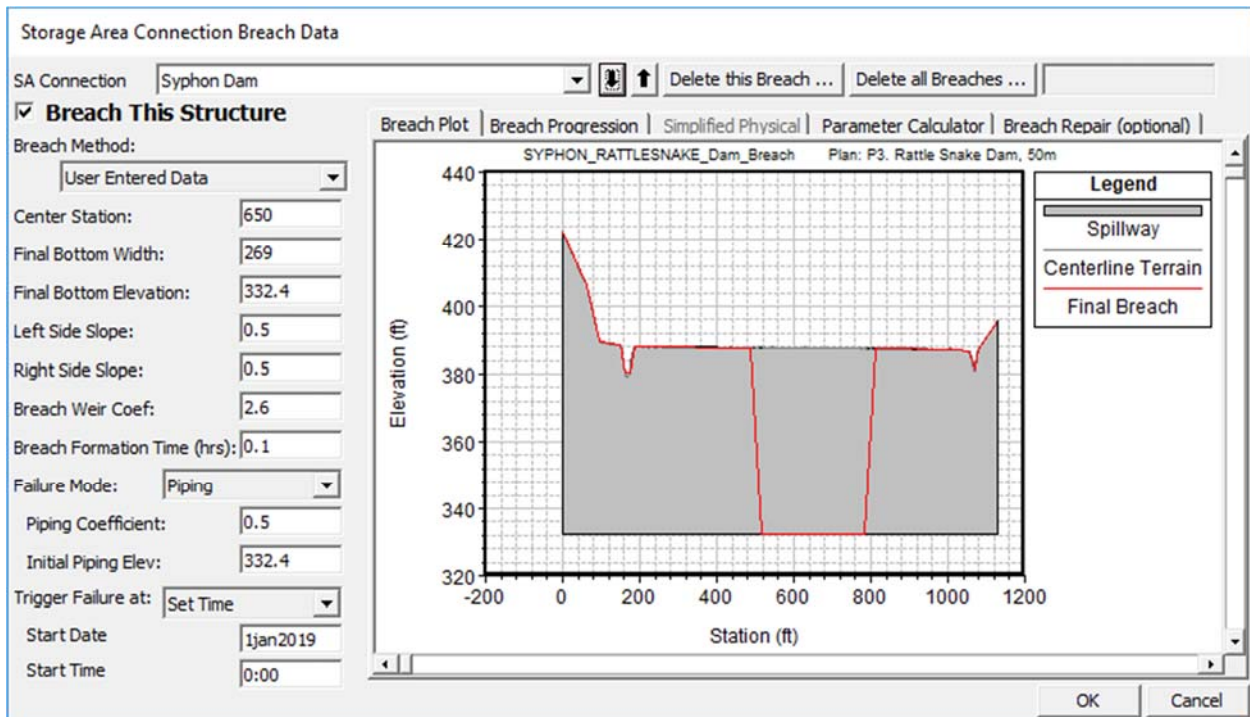 Storage Area Connection Breach Data
SA Connection Syphon Dam Delete this Breach ... Delete all Breaches ...
Breach This Structure
Breach Method:
User Entered Data
Center Station: 650
Final Bottom Width: 269
Final Bottom Elevation: 332.4
Left Side Slope: 0.5
Right Side Slope: 0.5
Breach Weir Coef: 2.6
Breach Formation Time (hrs): 0.1
Failure Mode: Piping
Piping Coefficient: 0.5
Initial Piping Elev: 332.4
Trigger Failure at: Set Time
Start Date 1jan2019
Start Time 0:00
Breach Plot Breach Progression Simplified Physical Parameter Calculator Breach Repair (optional)
SYPHON_RATTLESNAKE_Dam_Breach Plan: P3. Rattle Snake Dam, 50m
440
420
400
380
360
340
320
Elevation (ft)
-200 0 200 400 600 800 1000 1200
Station (ft)
Legend
Spillway
Centerline Terrain
Final Breach
OK Cancel